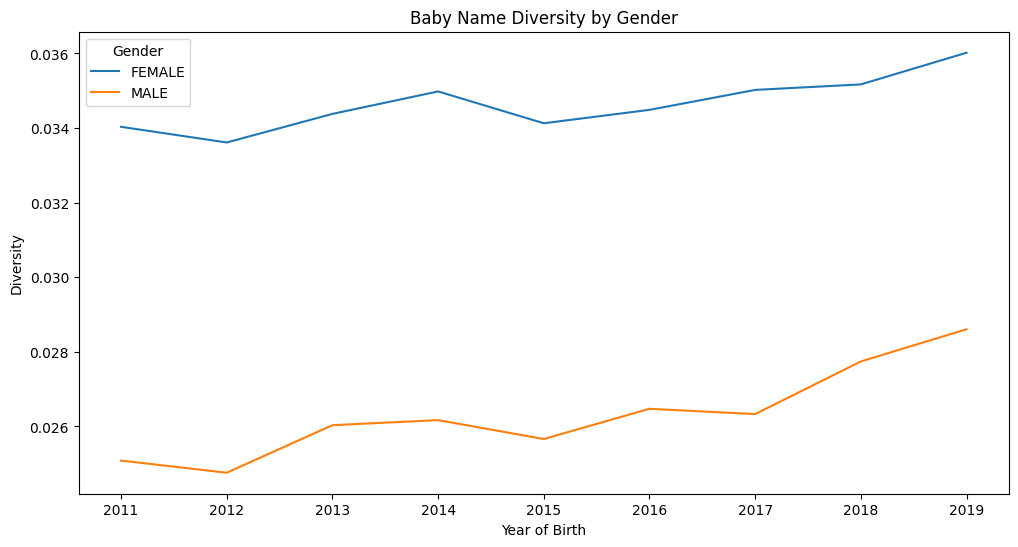 Baby Name Diversity by Gender
Gender
FEMALE
MALE
Diversity
0.036
0.034
0.032
0.030
0.028
0.026
2011 2012 2013 2014 2015 2016 2017 2018 2019
Year of Birth